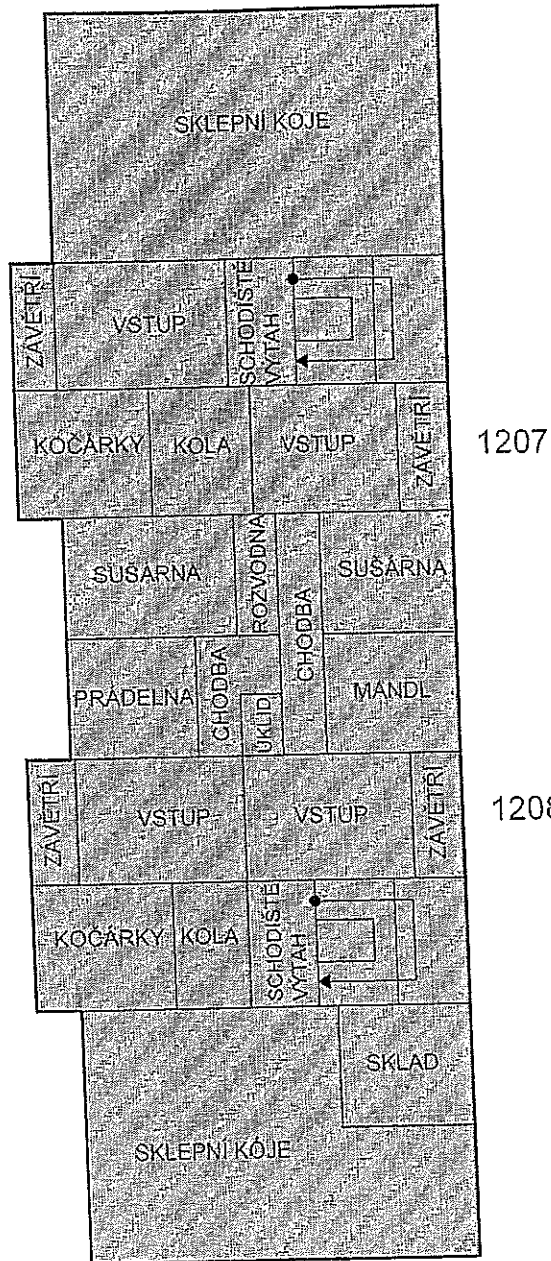 SKLEPNÍ KÓJE
ZÁVĚTŘÍ
VSTUP
SCHODIŠTĚ
VÝTAH
KOČÁRKY
KOLA
VSTUP
ZÁVĚTŘÍ
1207
SUŠÁRNA
ROZVODNA
CHODBA
SUŠÁRNA
PRÁDELNA
CHODBA
ÚKLID
MANDL
ZÁVĚTŘÍ
VSTUP
VSTUP
ZÁVĚTŘÍ
1208
KOČÁRKY
KOLA
SCHODIŠTĚ
VÝTAH
SKLAD
SKLEPNÍ KÓJE